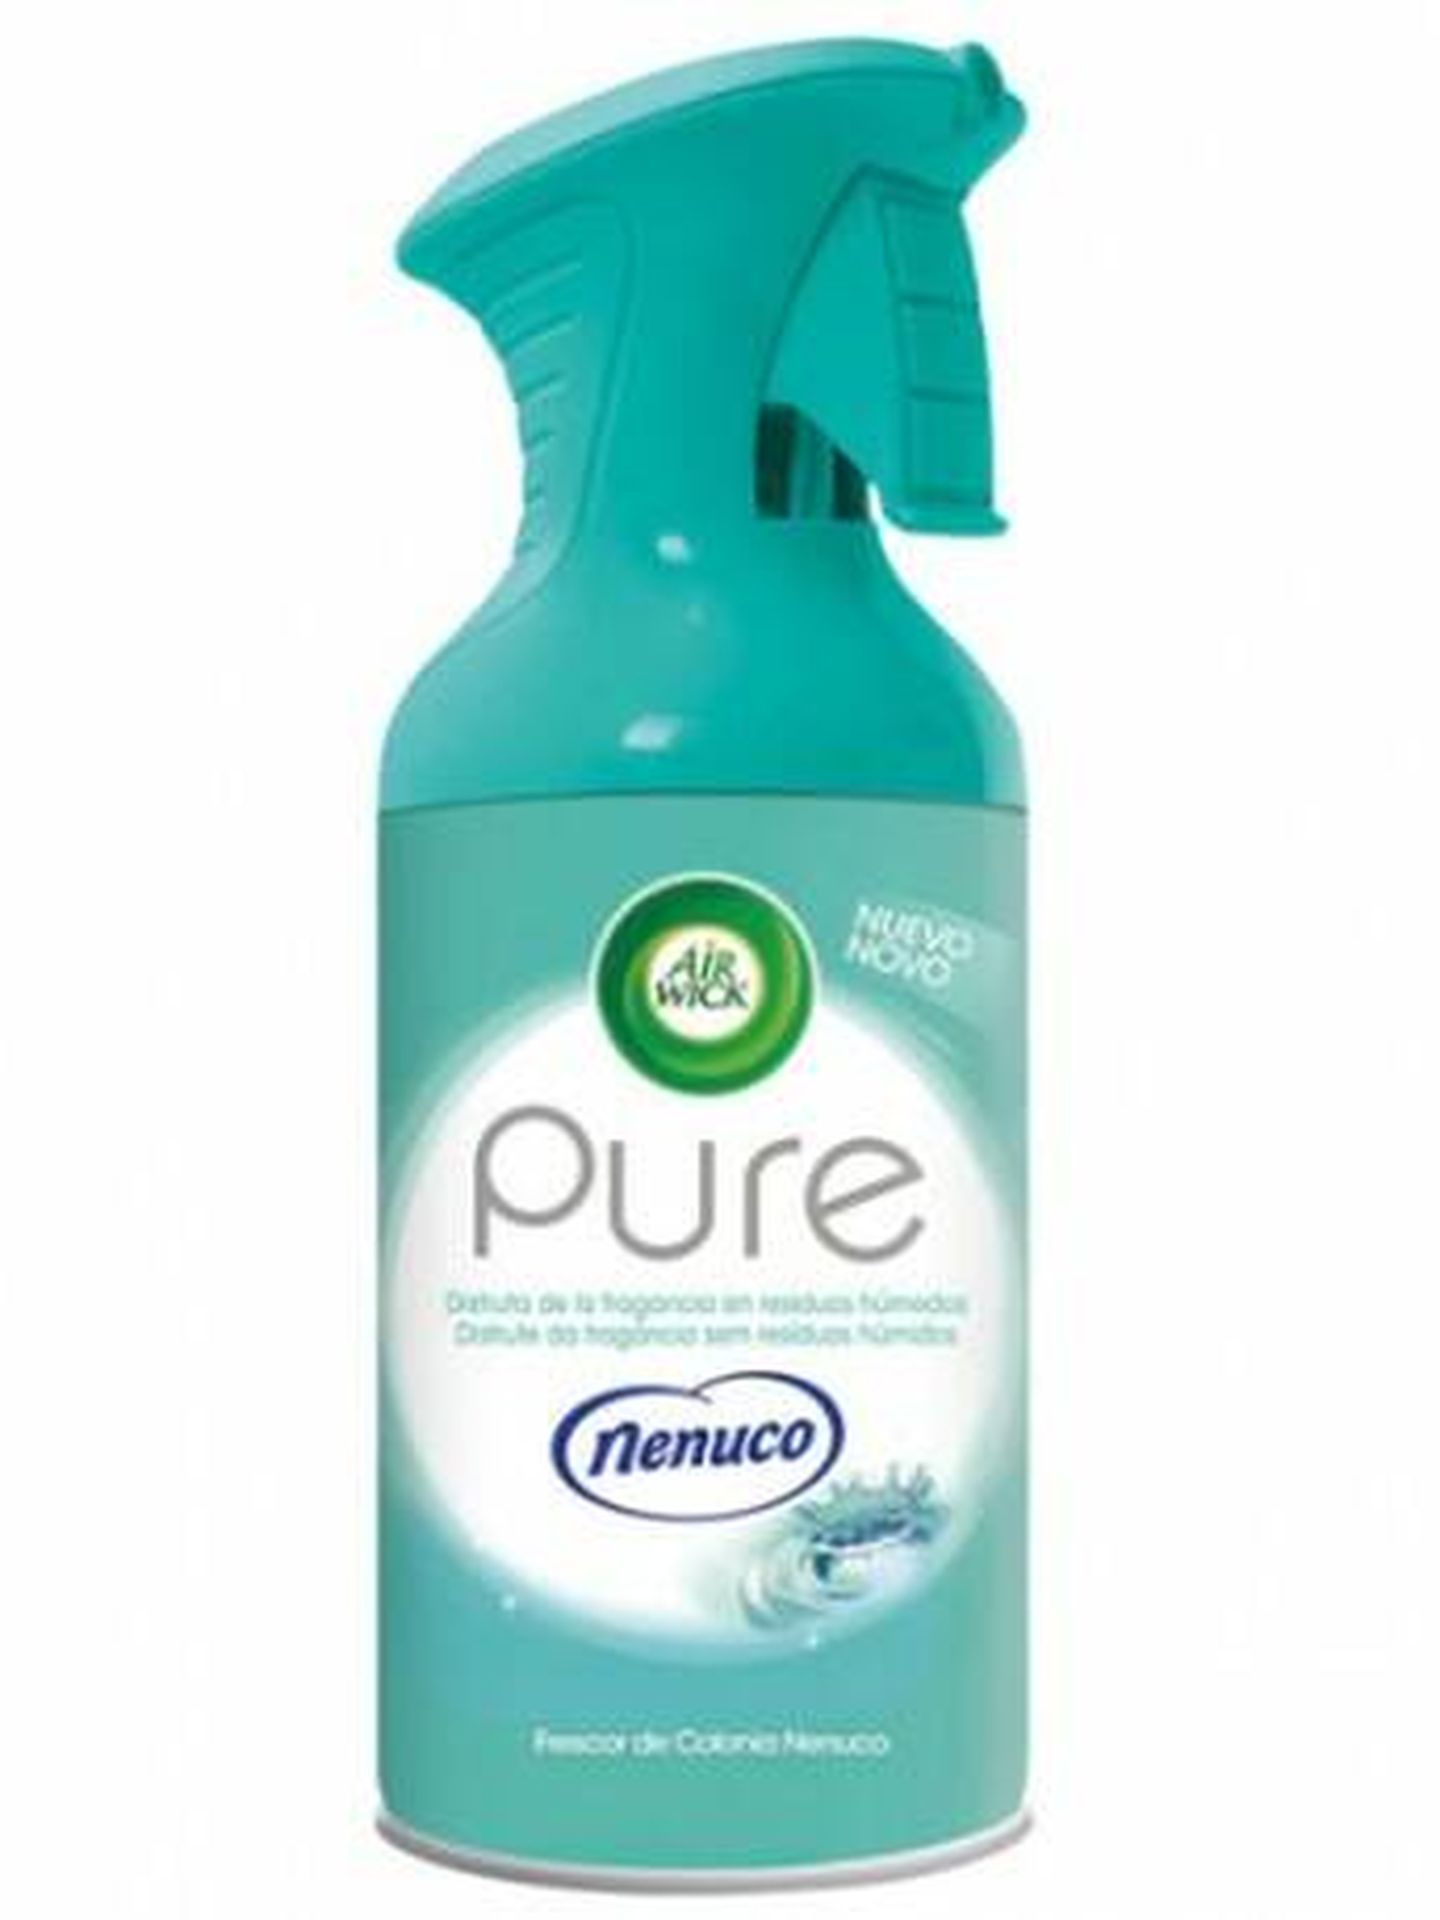 AIR
WICK
NUEVO
NOVO
Pure
Disfruta de la fragancia sin residuos húmedos
Disfrute da fragância sem resíduos húmidos
nenuco
Frescor de Colonia Nenuco